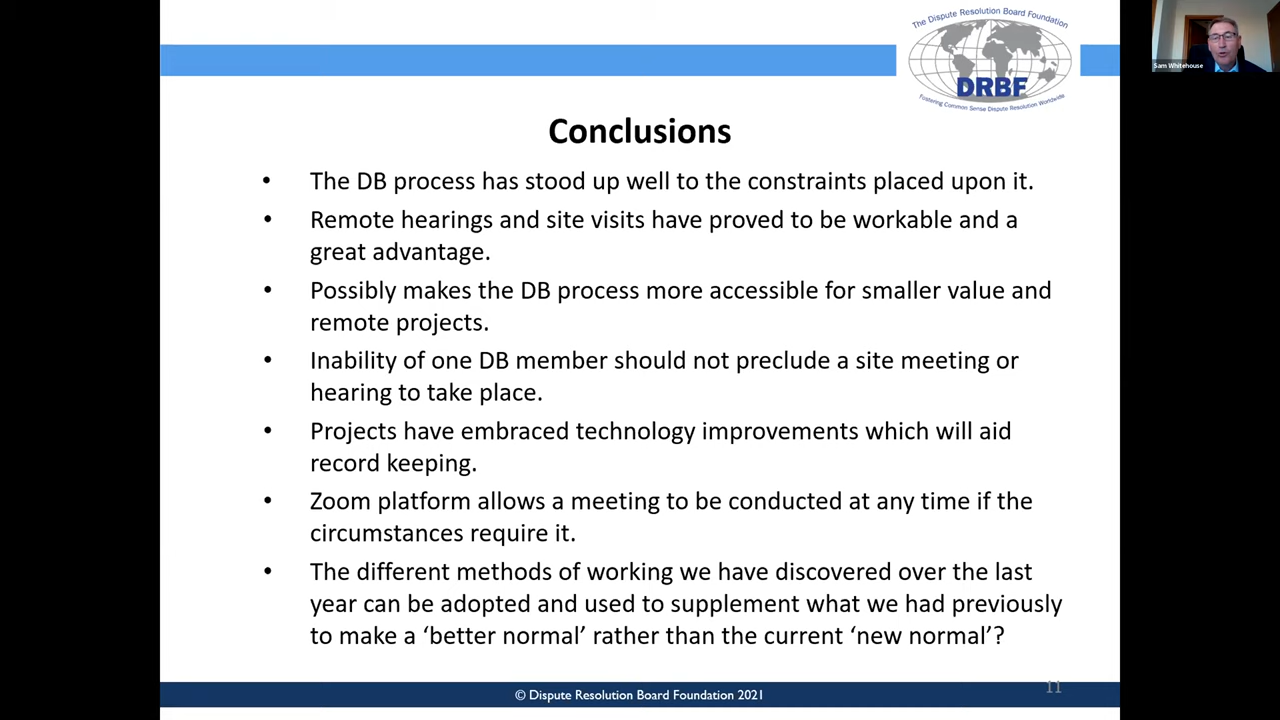 The Dispute Resolution Board Foundation
DRBF
Fostering Common Sense Dispute Resolution Worldwide
Sam Whitehouse
Conclusions
• The DB process has stood up well to the constraints placed upon it.
• Remote hearings and site visits have proved to be workable and a
great advantage.
• Possibly makes the DB process more accessible for smaller value and
remote projects.
• Inability of one DB member should not preclude a site meeting or
hearing to take place.
• Projects have embraced technology improvements which will aid
record keeping.
• Zoom platform allows a meeting to be conducted at any time if the
circumstances require it.
• The different methods of working we have discovered over the last
year can be adopted and used to supplement what we had previously
to make a ‘better normal’ rather than the current ‘new normal’?
© Dispute Resolution Board Foundation 2021
11